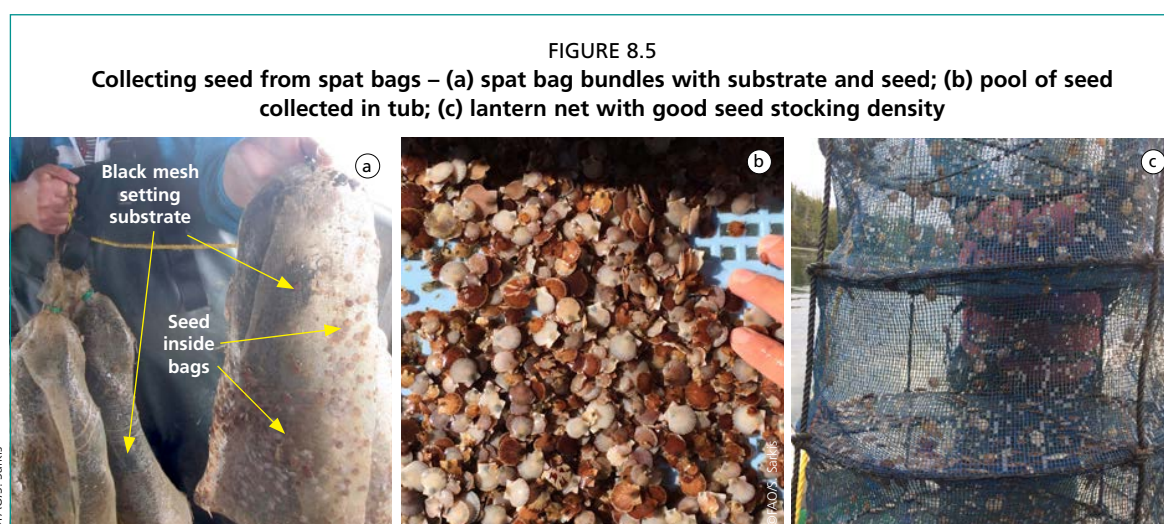 FIGURE 8.5
Collecting seed from spat bags – (a) spat bag bundles with substrate and seed; (b) pool of seed
collected in tub; (c) lantern net with good seed stocking density
a
b
c
Black mesh
setting
substrate
Seed
inside
bags
©FAO/S. Sarkis